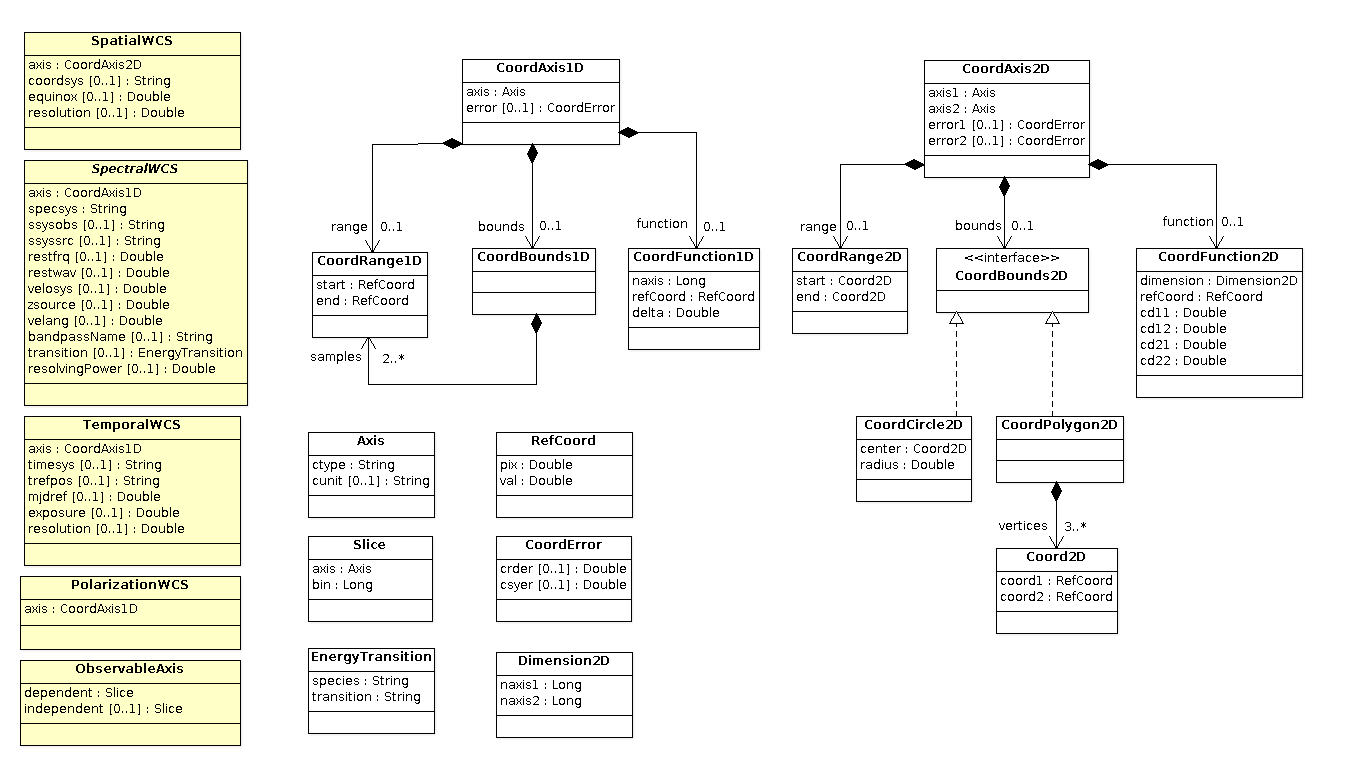 SpatialWCS
axis : CoordAxis2D
coordsys [0..1] : String
equinox [0..1] : Double
resolution [0..1] : Double
SpectralWCS
axis : CoordAxis1D
specsys : String
ssysobs [0..1] : String
ssyssrc [0..1] : String
restfrq [0..1] : Double
restwav [0..1] : Double
velosys [0..1] : Double
zsource [0..1] : Double
velang [0..1] : Double
bandpassName [0..1] : String
transition [0..1] : EnergyTransition
resolvingPower [0..1] : Double
TemporalWCS
axis : CoordAxis1D
timesys [0..1] : String
trefpos [0..1] : String
mjdref [0..1] : Double
exposure [0..1] : Double
resolution [0..1] : Double
PolarizationWCS
axis : CoordAxis1D
ObservableAxis
dependent : Slice
independent [0..1] : Slice
CoordAxis1D
axis : Axis
error [0..1] : CoordError
range 0..1
bounds 0..1
function 0..1
CoordRange1D
start : RefCoord
end : RefCoord
CoordBounds1D
CoordFunction1D
naxis : Long
refCoord : RefCoord
delta : Double
samples 2..*
Axis
ctype : String
cunit [0..1] : String
RefCoord
pix : Double
val : Double
Slice
axis : Axis
bin : Long
CoordError
crder [0..1] : Double
csyer [0..1] : Double
EnergyTransition
species : String
transition : String
Dimension2D
naxis1 : Long
naxis2 : Long
CoordAxis2D
axis1 : Axis
axis2 : Axis
error1 [0..1] : CoordError
error2 [0..1] : CoordError
range 0..1
bounds 0..1
function 0..1
CoordRange2D
start : Coord2D
end : Coord2D
<<interface>>
CoordBounds2D
CoordFunction2D
dimension : Dimension2D
refCoord : RefCoord
cd11 : Double
cd12 : Double
cd21 : Double
cd22 : Double
CoordCircle2D
center : Coord2D
radius : Double
CoordPolygon2D
vertices 3..*
Coord2D
coord1 : RefCoord
coord2 : RefCoord